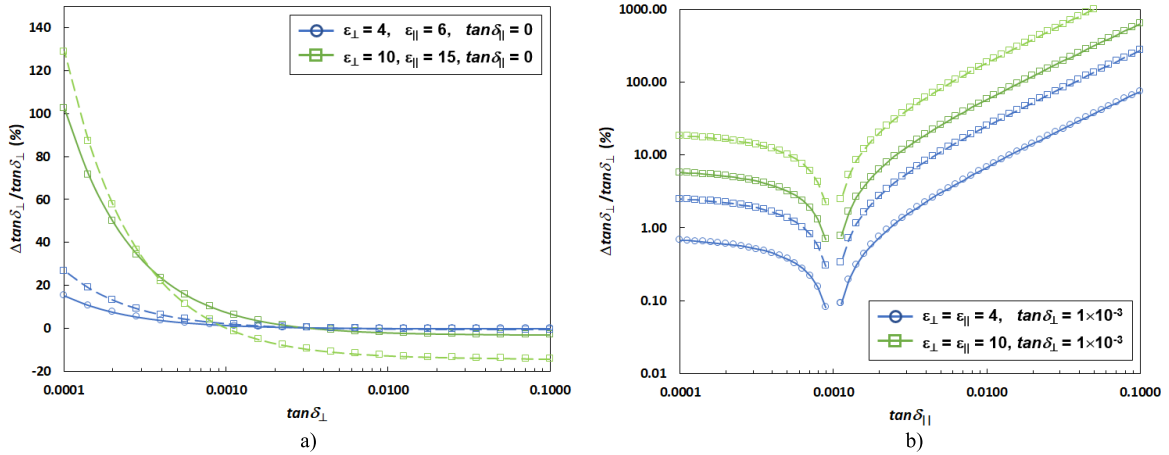 140
120
100
80
60
40
20
0
-20
Δtanδ⊥/tanδ⊥ (%)
ε⊥ = 4, ε|| = 6, tanδ|| = 0
ε⊥ = 10, ε|| = 15, tanδ|| = 0
0.0001 0.0010 0.0100 0.1000
tanδ⊥
a)
1000.00
100.00
10.00
1.00
0.10
0.01
Δtanδ⊥/tanδ⊥ (%)
ε⊥ = ε|| = 4, tanδ⊥ = 1×10⁻³
ε⊥ = ε|| = 10, tanδ⊥ = 1×10⁻³
0.0001 0.0010 0.0100 0.1000
tanδ||
b)